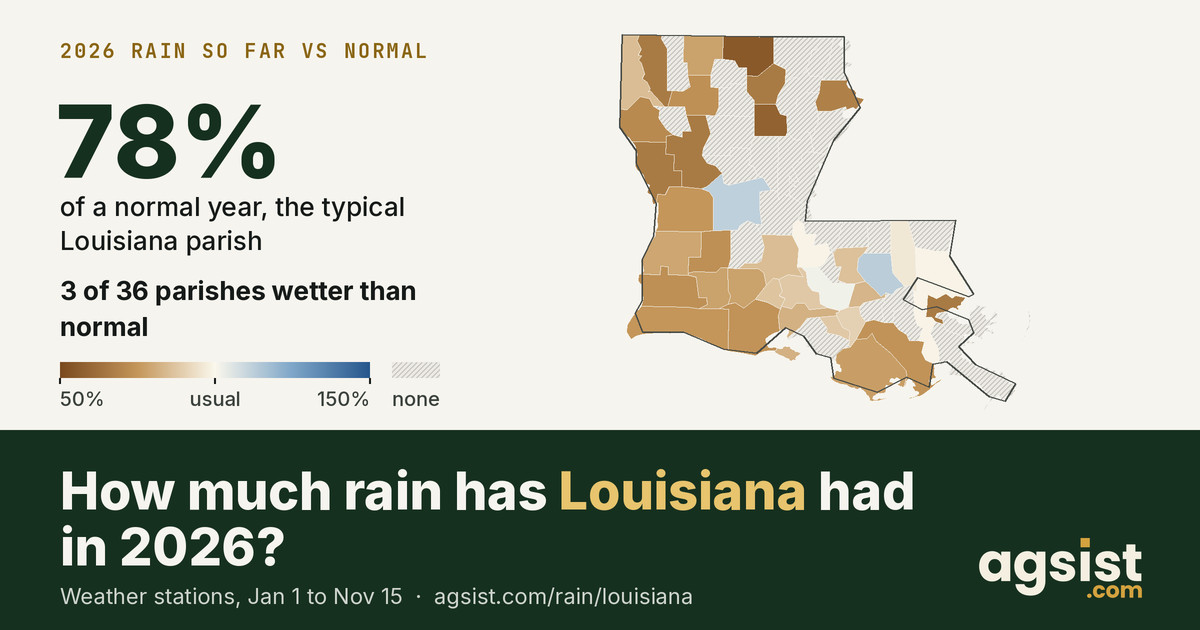 2026 RAIN SO FAR VS NORMAL
78%
of a normal year, the typical
Louisiana parish
3 of 36 parishes wetter than
normal
50% usual 150% none
How much rain has Louisiana had
in 2026?
Weather stations, Jan 1 to Nov 15 · agsist.com/rain/louisiana
agsist
.com